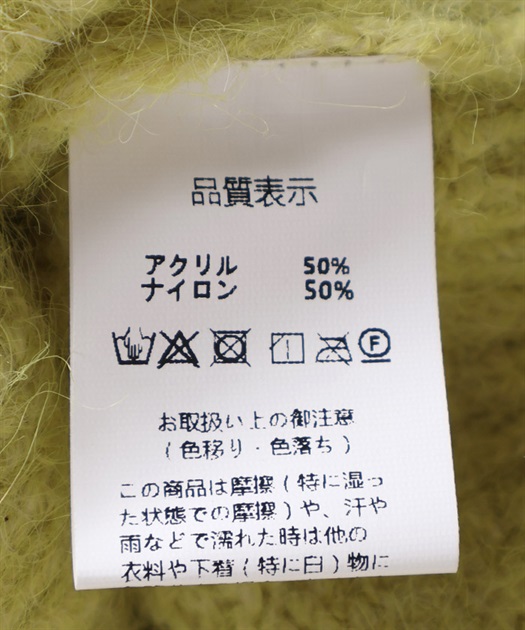 品質表示
アクリル 50%
ナイロン 50%
F
お取扱い上の御注意
(色移り・色落ち)
この商品は摩擦(特に湿っ
た状態での摩擦)や、汗や
雨などで濡れた時は他の
衣料や下着(特に白)物に